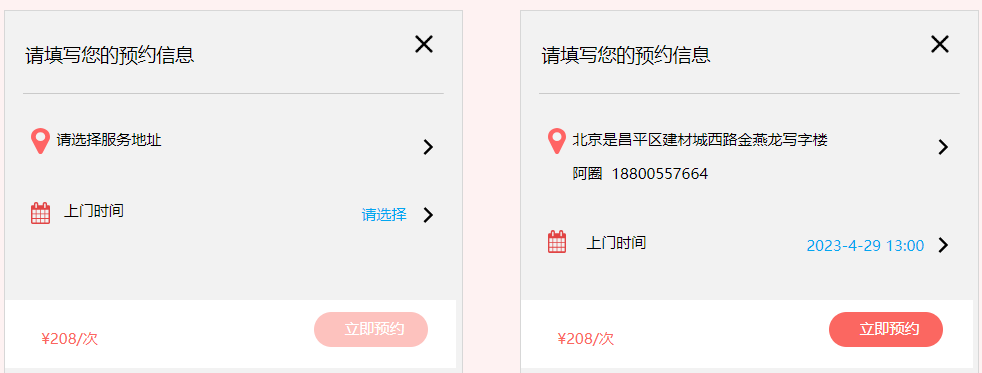 请填写您的预约信息
请选择服务地址
上门时间 请选择
¥208/次 立即预约
请填写您的预约信息
北京是昌平区建材城西路金燕龙写字楼
阿圈 18800557664
上门时间 2023-4-29 13:00
¥208/次 立即预约